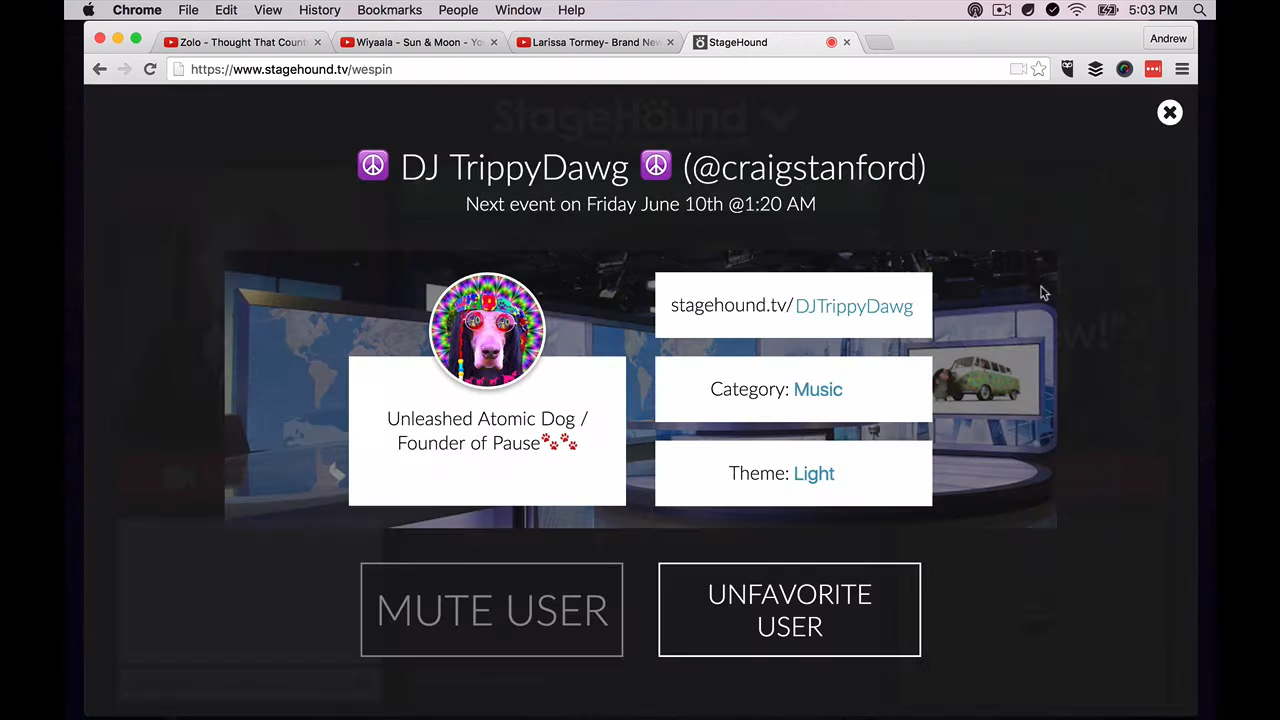 Chrome File Edit View History Bookmarks People Window Help 5:03 PM
Zolo - Thought That Count
Wiyaala - Sun & Moon - Yo
Larissa Tormey- Brand New
StageHound
Andrew
https://www.stagehound.tv/wespin
StageHound
☮ DJ TrippyDawg ☮ (@craigstanford)
Next event on Friday June 10th @1:20 AM
Unleashed Atomic Dog /
Founder of Pause🐾🐾
stagehound.tv/DJTrippyDawg
Category: Music
Theme: Light
MUTE USER
UNFAVORITE
USER